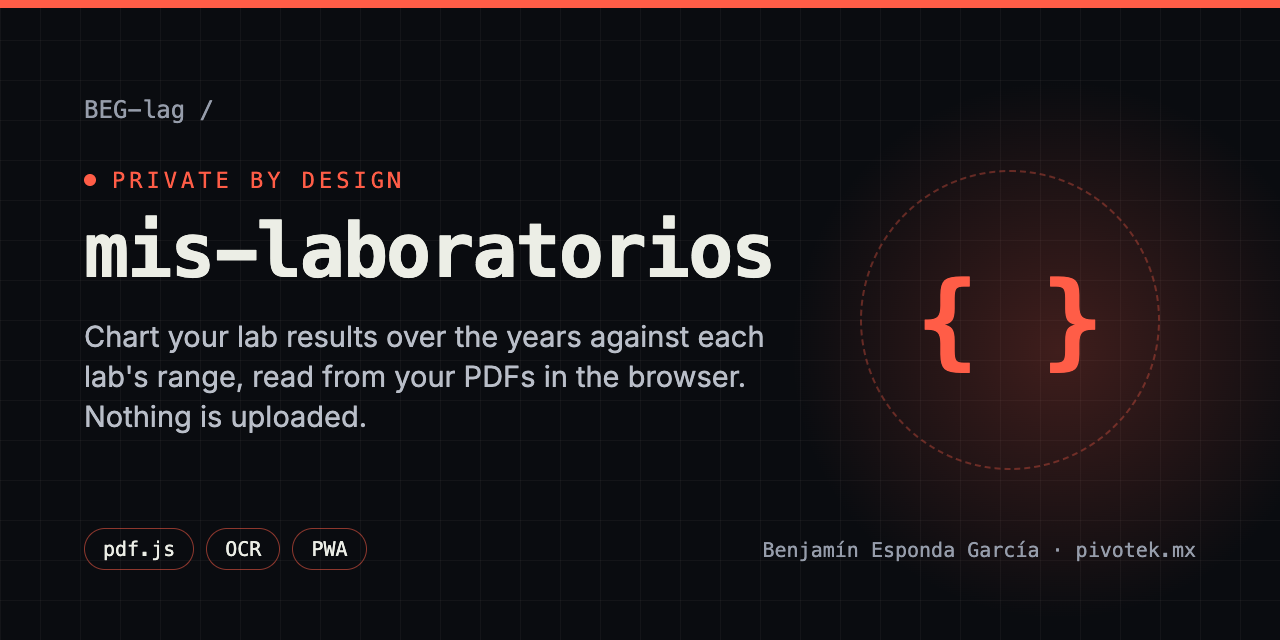 BEG-lag /
PRIVATE BY DESIGN
mis-laboratorios
Chart your lab results over the years against each
lab's range, read from your PDFs in the browser.
Nothing is uploaded.
{ }
pdf.js OCR PWA
Benjamín Esponda García · pivotek.mx